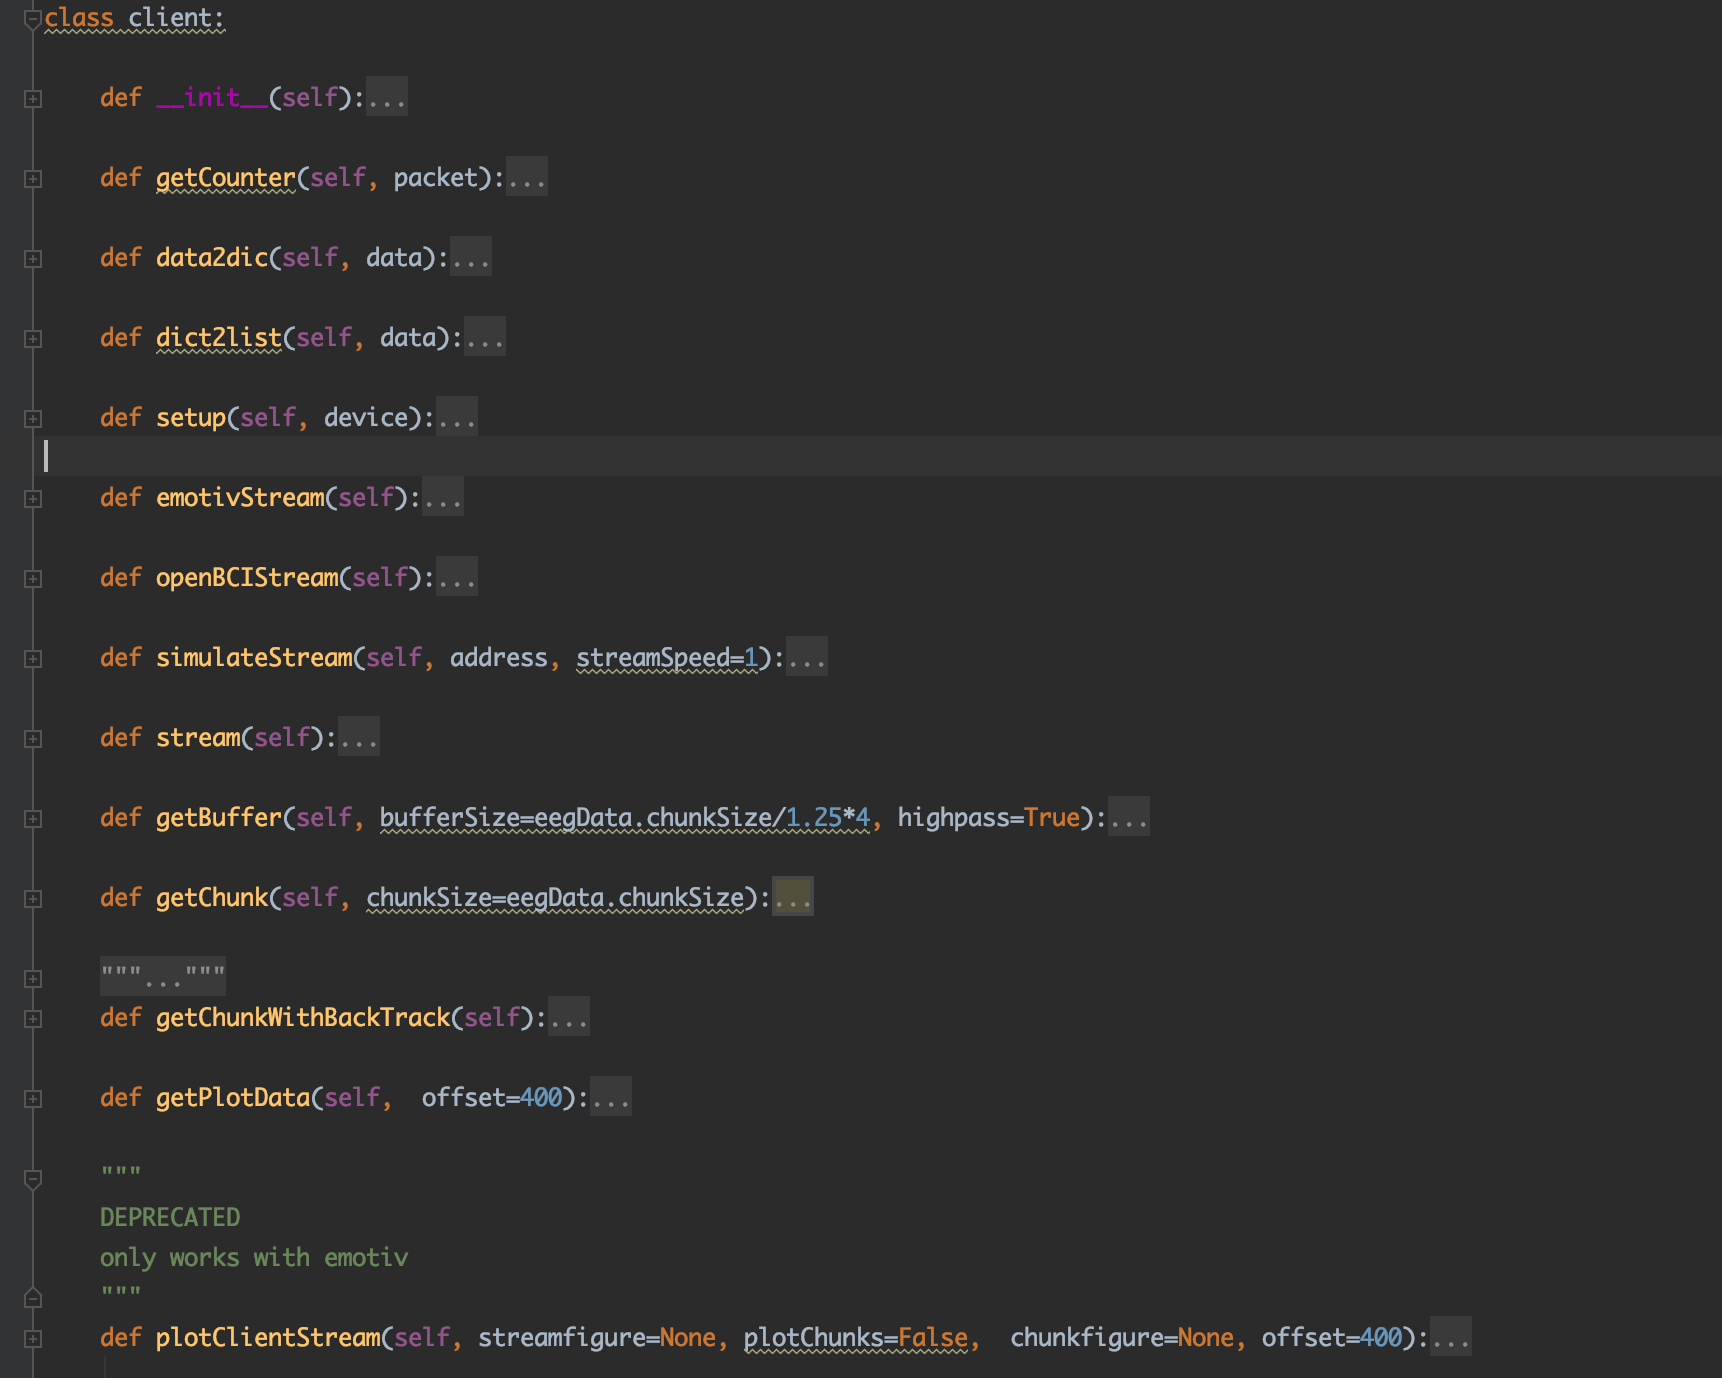 class client:
def __init__(self):...
def getCounter(self, packet):...
def data2dic(self, data):...
def dict2list(self, data):...
def setup(self, device):...
def emotivStream(self):...
def openBCIStream(self):...
def simulateStream(self, address, streamSpeed=1):...
def stream(self):...
def getBuffer(self, bufferSize=eegData.chunkSize/1.25*4, highpass=True):...
def getChunk(self, chunkSize=eegData.chunkSize):...
"""..."""
def getChunkWithBackTrack(self):...
def getPlotData(self,  offset=400):...
"""
DEPRECATED
only works with emotiv
"""
def plotClientStream(self, streamfigure=None, plotChunks=False,  chunkfigure=None, offset=400):...